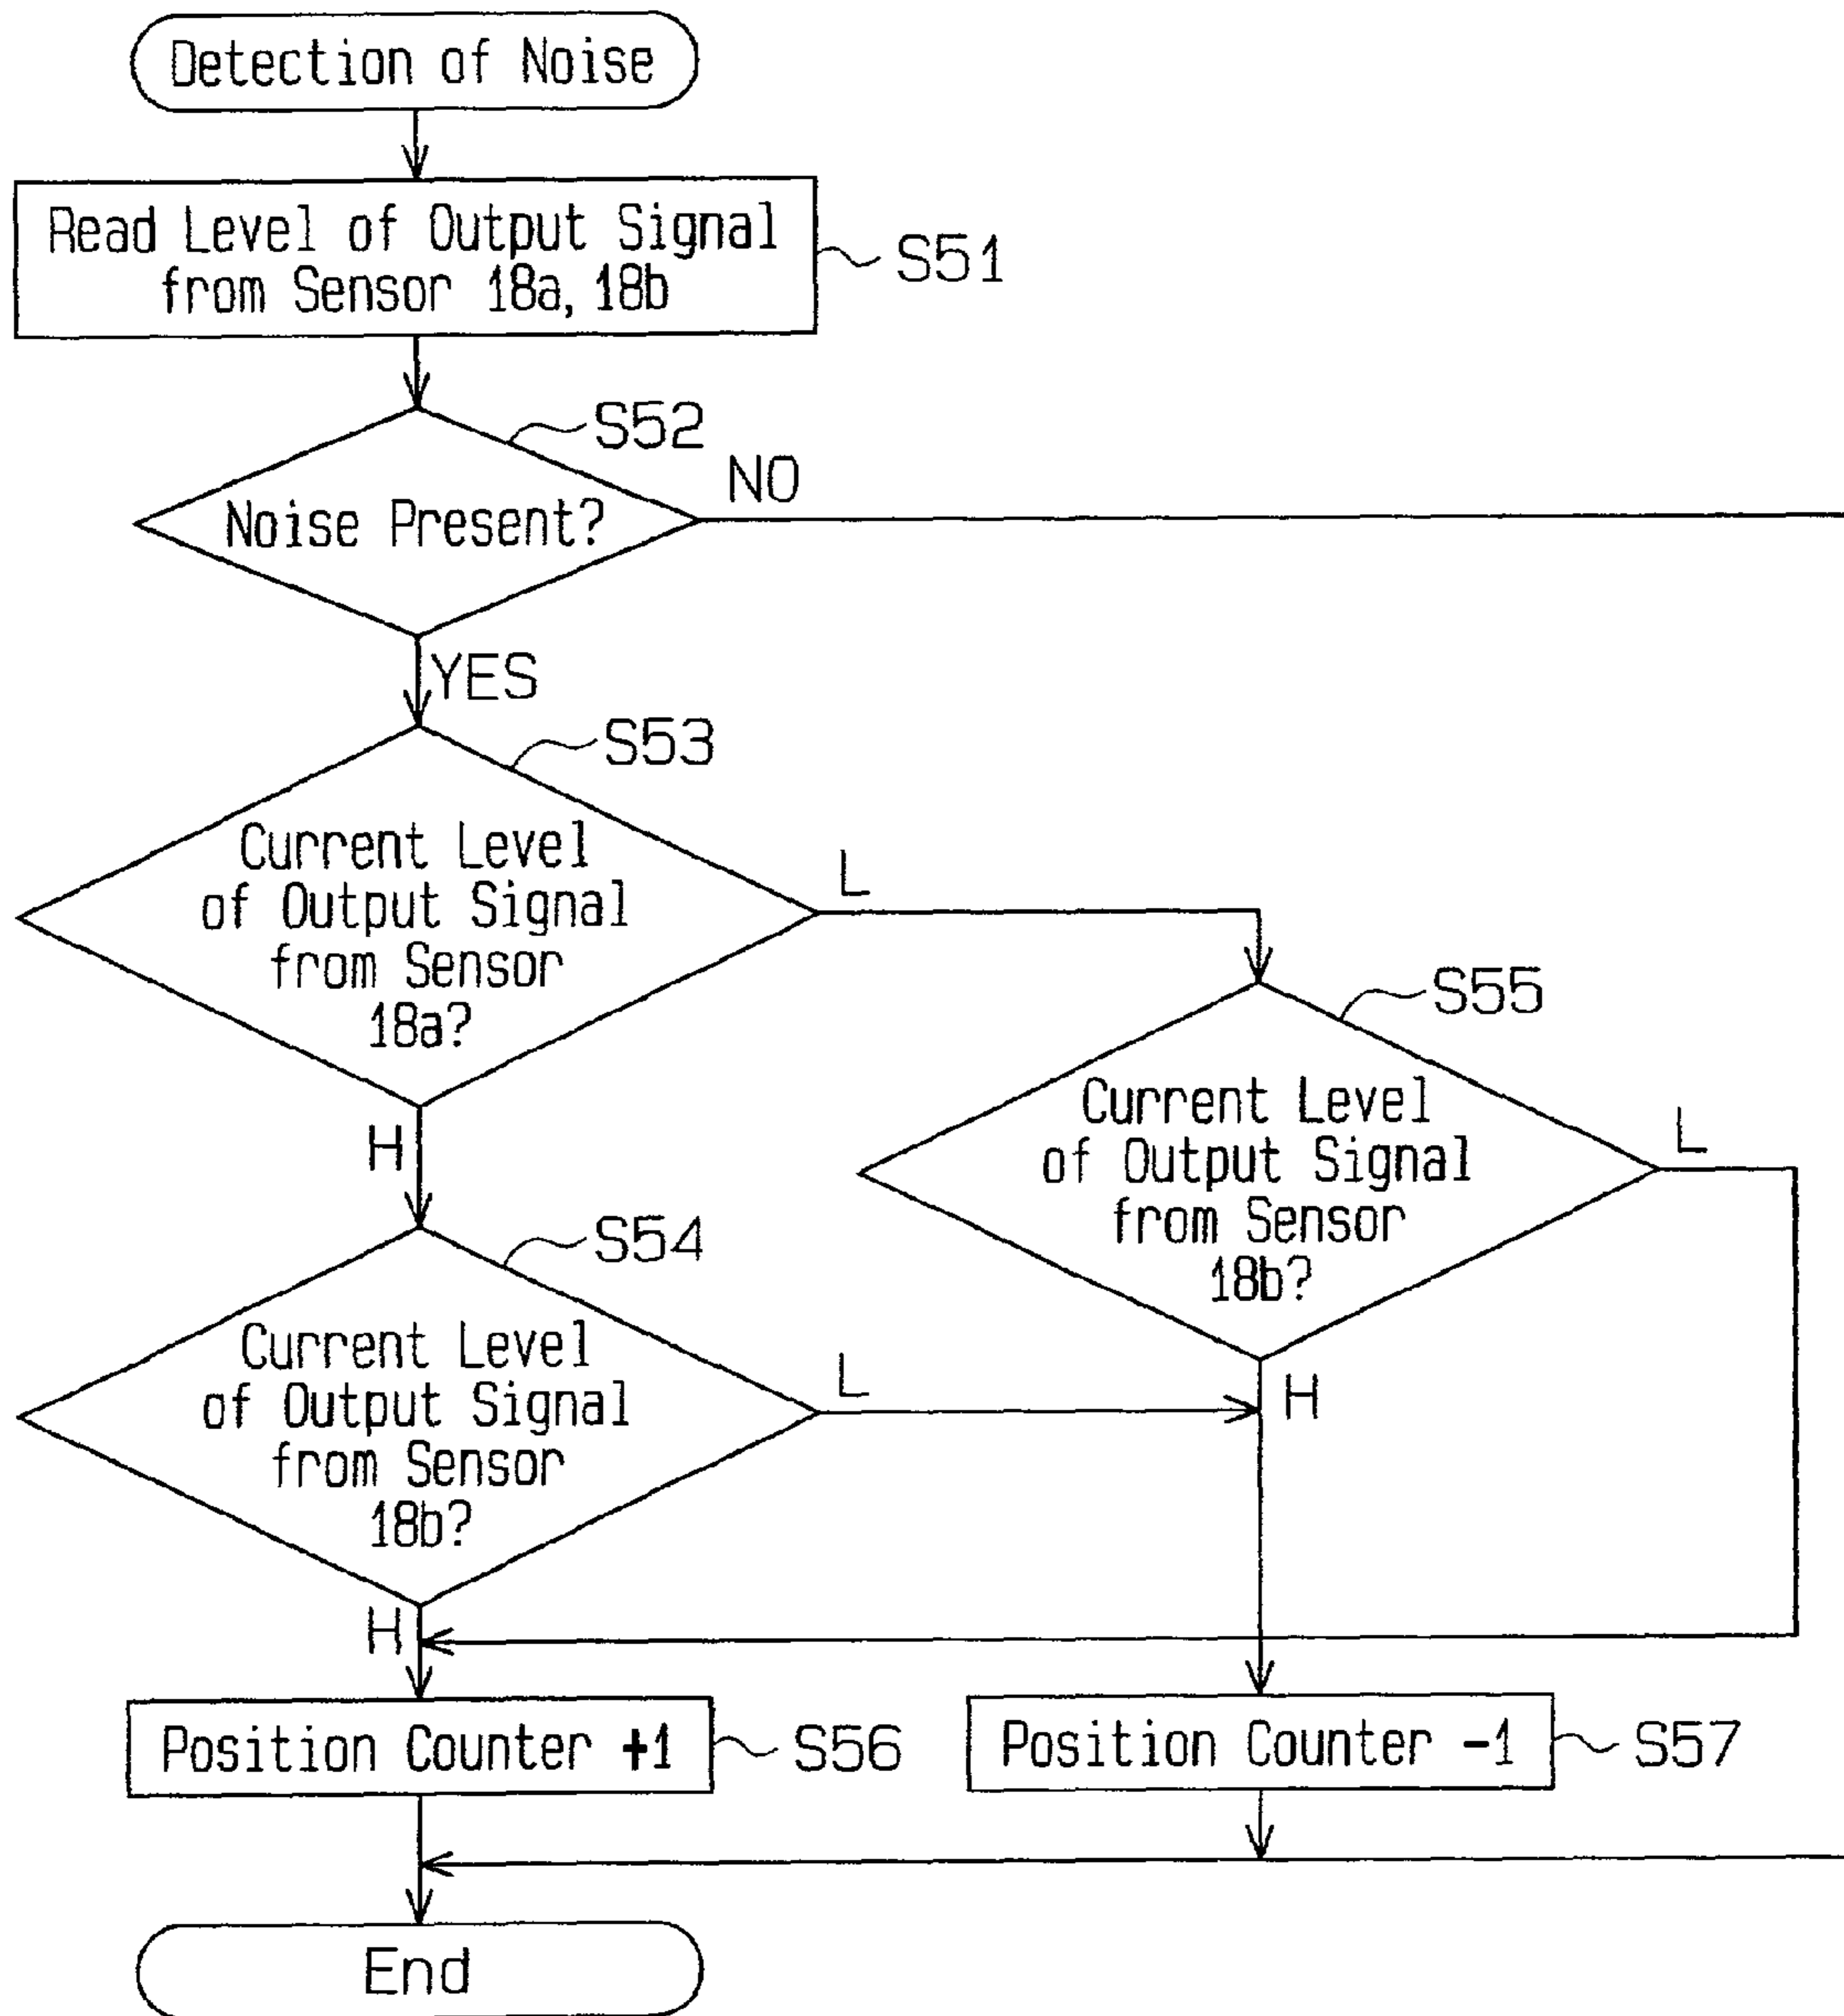 Detection of Noise
Read Level of Output Signal
from Sensor 18a, 18b
S51
S52
Noise Present?
NO
YES
S53
Current Level
of Output Signal
from Sensor
18a?
L
H
S55
Current Level
of Output Signal
from Sensor
18b?
L
H
S54
Current Level
of Output Signal
from Sensor
18b?
L
H
Position Counter +1
S56
Position Counter -1
S57
End